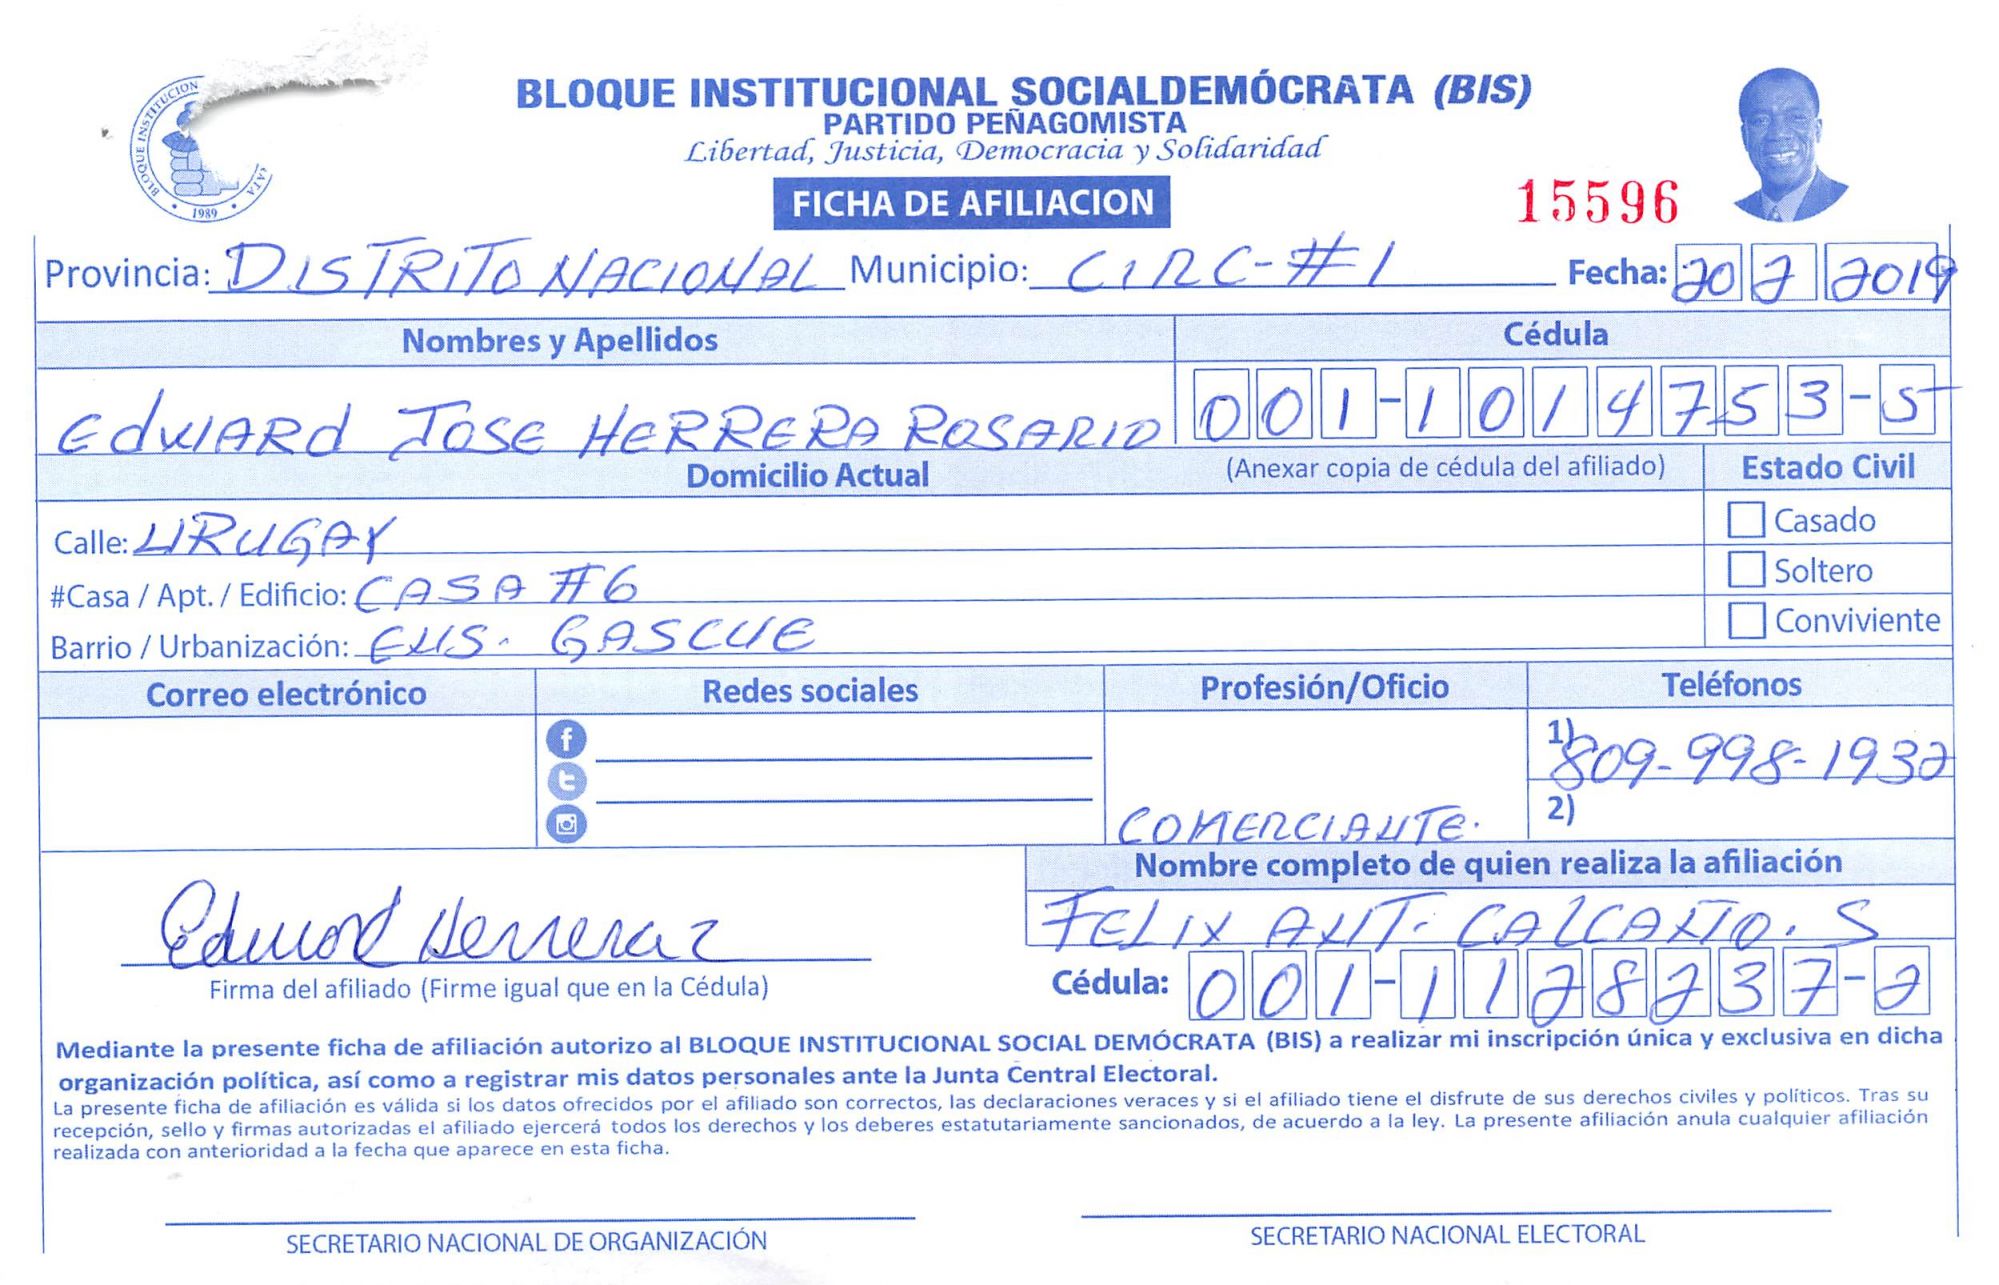 BLOQUE INSTITUCION
ATA
BLOQUE INSTITUCIONAL SOCIALDEMÓCRATA (BIS)
PARTIDO PEÑAGOMISTA
Libertad, Justicia, Democracia y Solidaridad
1989
FICHA DE AFILIACION
15596
Provincia: DISTRITO NACIONAL Municipio: CIRC-#1 Fecha: 20 2 2019
Nombres y Apellidos Cédula
EdWARd JOSE HERRERA ROSARIO 001-1014753-5
Domicilio Actual (Anexar copia de cédula del afiliado) Estado Civil
Calle: URUGAY Casado
#Casa / Apt. / Edificio: CASA #6 Soltero
Barrio / Urbanización: ENS. GASCUE Conviviente
Correo electrónico Redes sociales Profesión/Oficio Teléfonos
1) 809-998-1932
COMERCIANTE. 2)
Nombre completo de quien realiza la afiliación
Edward Herrera FELIX ANT. CALCAÑO. S
Firma del afiliado (Firme igual que en la Cédula) Cédula: 001-1128237-2
Mediante la presente ficha de afiliación autorizo al BLOQUE INSTITUCIONAL SOCIAL DEMÓCRATA (BIS) a realizar mi inscripción única y exclusiva en dicha
organización política, así como a registrar mis datos personales ante la Junta Central Electoral.
La presente ficha de afiliación es válida si los datos ofrecidos por el afiliado son correctos, las declaraciones veraces y si el afiliado tiene el disfrute de sus derechos civiles y políticos. Tras su
recepción, sello y firmas autorizadas el afiliado ejercerá todos los derechos y los deberes estatutariamente sancionados, de acuerdo a la ley. La presente afiliación anula cualquier afiliación
realizada con anterioridad a la fecha que aparece en esta ficha.
SECRETARIO NACIONAL DE ORGANIZACIÓN SECRETARIO NACIONAL ELECTORAL